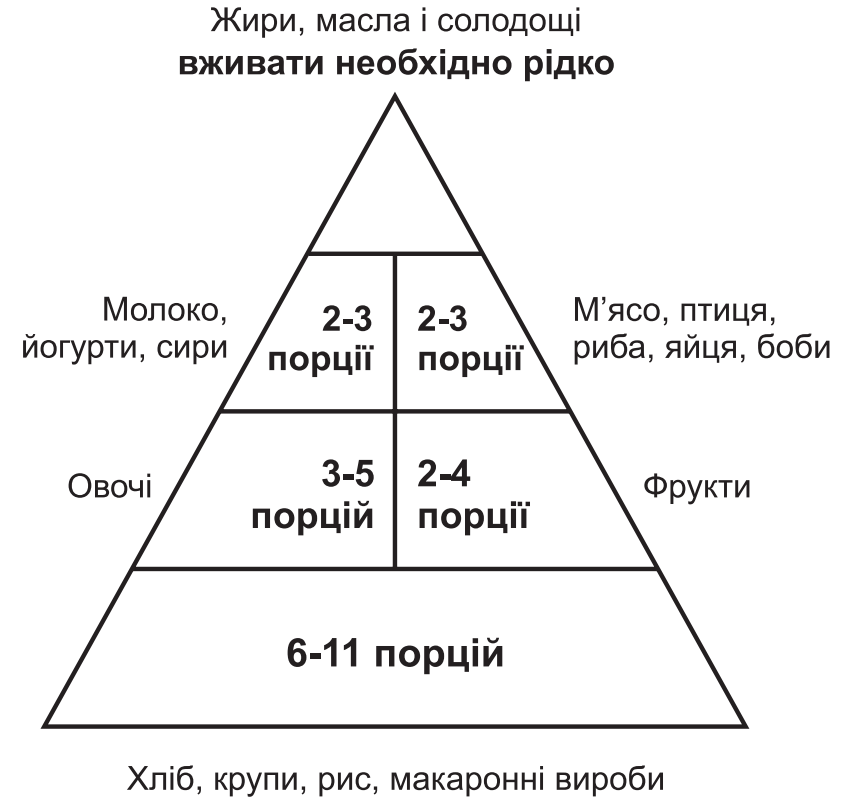 Жири, масла і солодощі
вживати необхідно рідко
Молоко,
йогурти, сири
2-3
порції
2-3
порції
М’ясо, птиця,
риба, яйця, боби
Овочі
3-5
порцій
2-4
порції
Фрукти
6-11 порцій
Хліб, крупи, рис, макаронні вироби